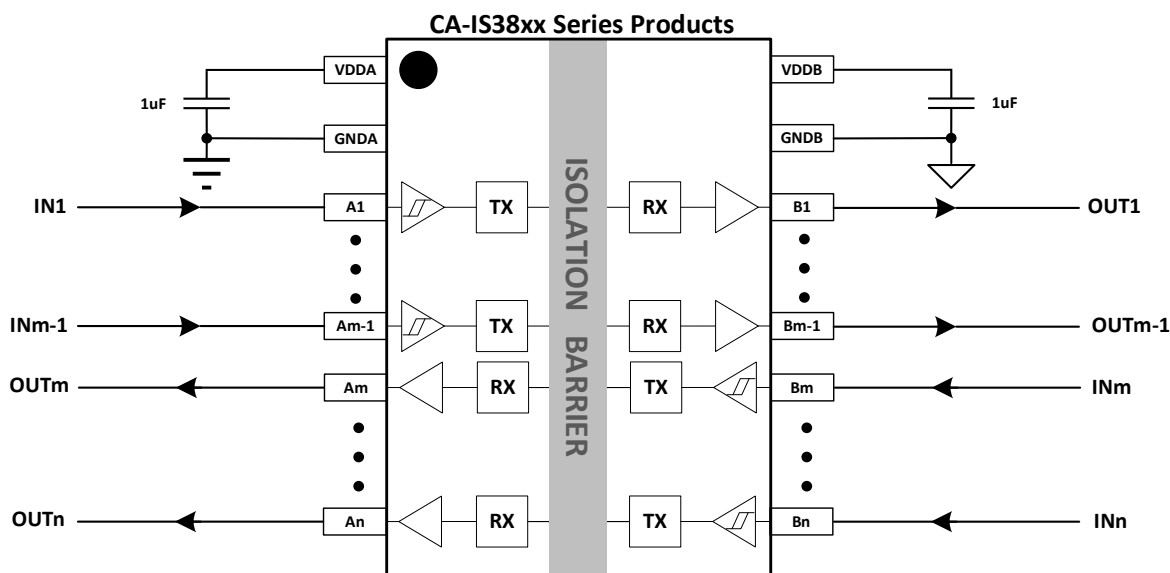 CA-IS38xx Series Products
VDDA
VDDB
1uF
1uF
GNDA
GNDB
ISOLATION BARRIER
IN1
A1
TX
RX
B1
OUT1
INm-1
Am-1
TX
RX
Bm-1
OUTm-1
OUTm
Am
RX
TX
Bm
INm
OUTn
An
RX
TX
Bn
INn